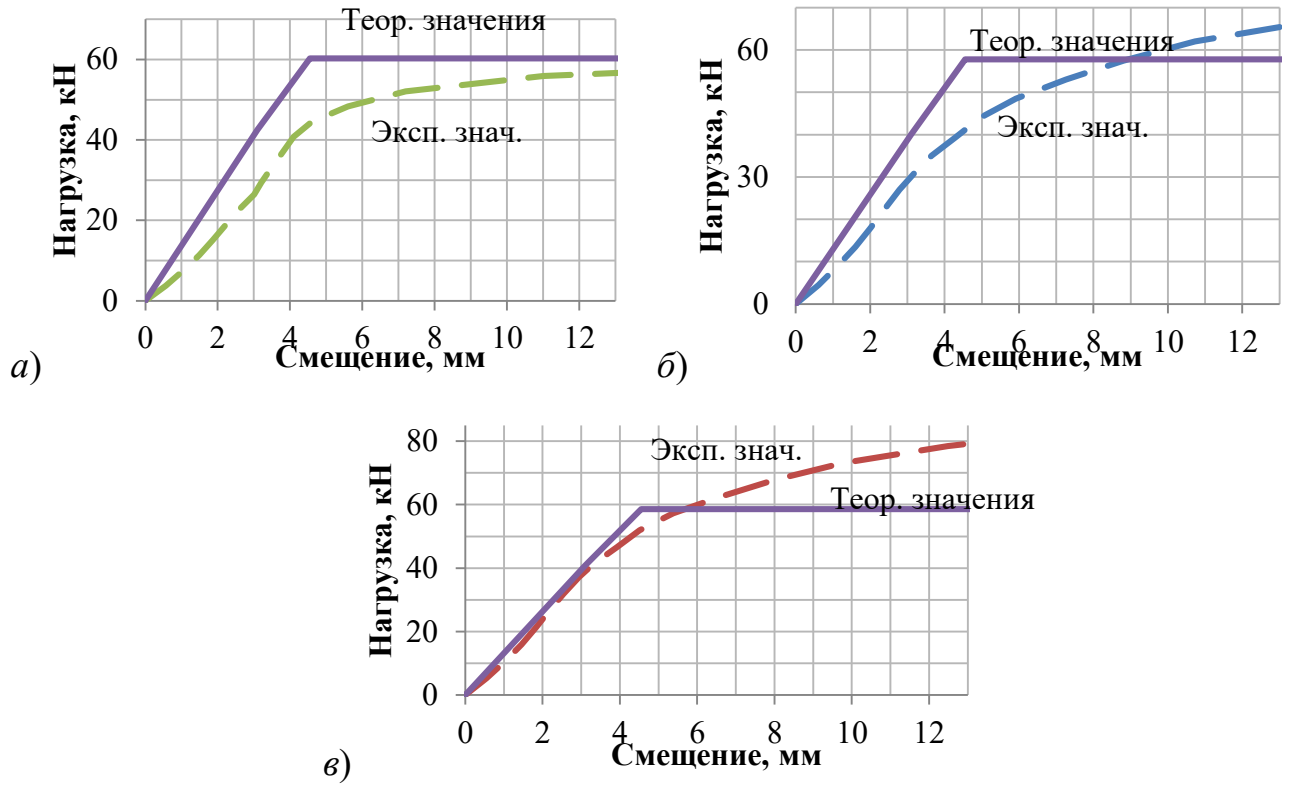 Теор. значения
60
40
20
0
Эксп. знач.
Нагрузка, кН
0 2 4 6 8 10 12
Смещение, мм
а)
Теор. значения
60
30
0
Эксп. знач.
Нагрузка, кН
0 2 4 6 8 10 12
Смещение, мм
б)
Эксп. знач.
Теор. значения
80
60
40
20
0
Нагрузка, кН
0 2 4 6 8 10 12
Смещение, мм
в)